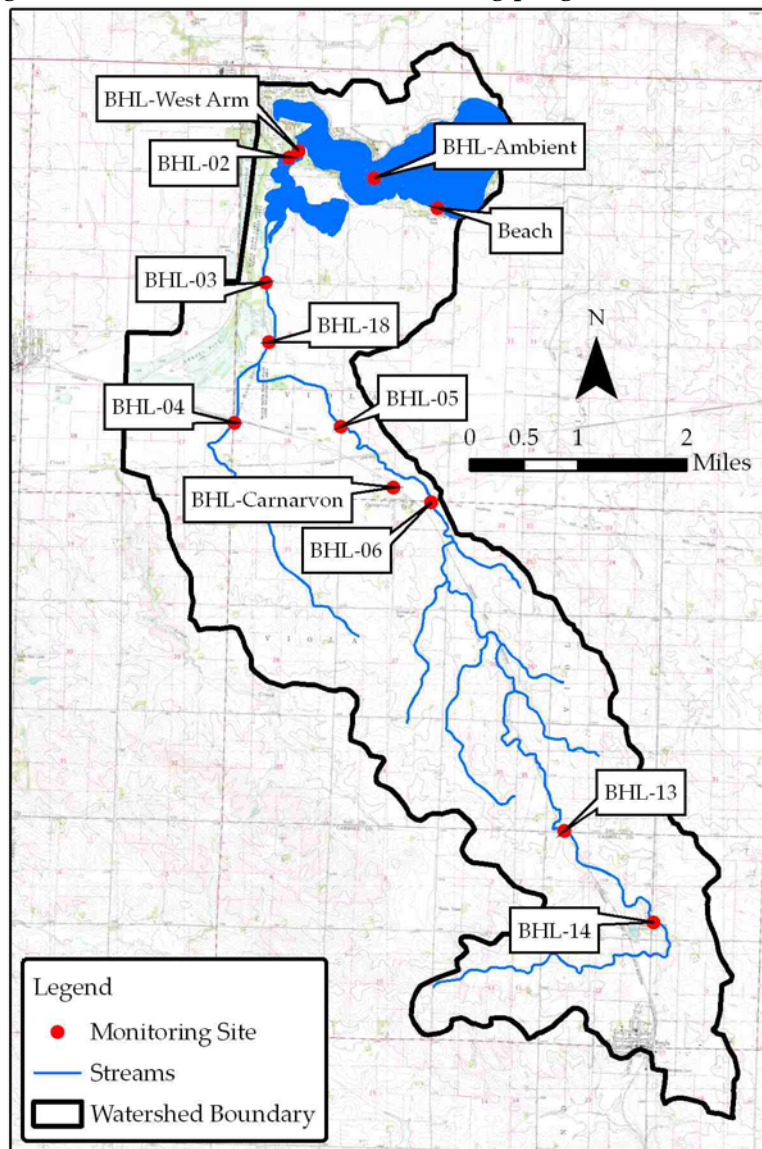 BHL-West Arm
BHL-02
BHL-Ambient
Beach
BHL-03
BHL-18
N
BHL-04
BHL-05
0 0.5 1 2
Miles
BHL-Carnarvon
BHL-06
BHL-13
BHL-14
Legend
Monitoring Site
Streams
Watershed Boundary